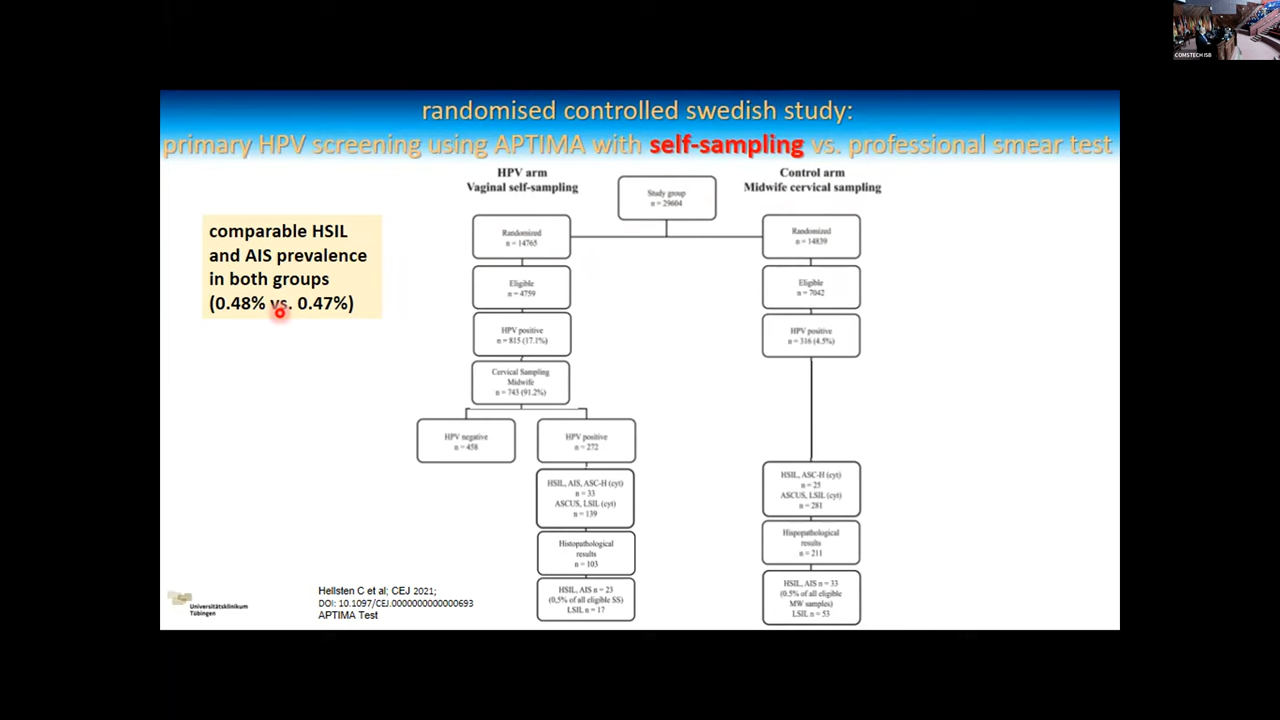 COMSTECH ISB
randomised controlled swedish study:
primary HPV screening using APTIMA with self-sampling vs. professional smear test
HPV arm
Vaginal self-sampling
Control arm
Midwife cervical sampling
Study group
n = 29604
comparable HSIL
and AIS prevalence
in both groups
(0.48% vs. 0.47%)
Randomized
n = 14765
Randomized
n = 14839
Eligible
n = 4759
Eligible
n = 7042
HPV positive
n = 815 (17.1%)
HPV positive
n = 316 (4.5%)
Cervical Sampling
Midwife
n = 743 (91.2%)
HPV negative
n = 458
HPV positive
n = 272
HSIL, AIS, ASC-H (cyt)
n = 33
ASCUS, LSIL (cyt)
n = 139
HSIL, ASC-H (cyt)
n = 25
ASCUS, LSIL (cyt)
n = 281
Histopathological
results
n = 103
Hispopathological
results
n = 211
HSIL, AIS n = 23
(0,5% of all eligible SS)
LSIL n = 17
HSIL, AIS n = 33
(0.5% of all eligible
MW samples)
LSIL n = 53
Universitätsklinikum
Tübingen
Hellsten C et al; CEJ 2021;
DOI: 10.1097/CEJ.0000000000000693
APTIMA Test